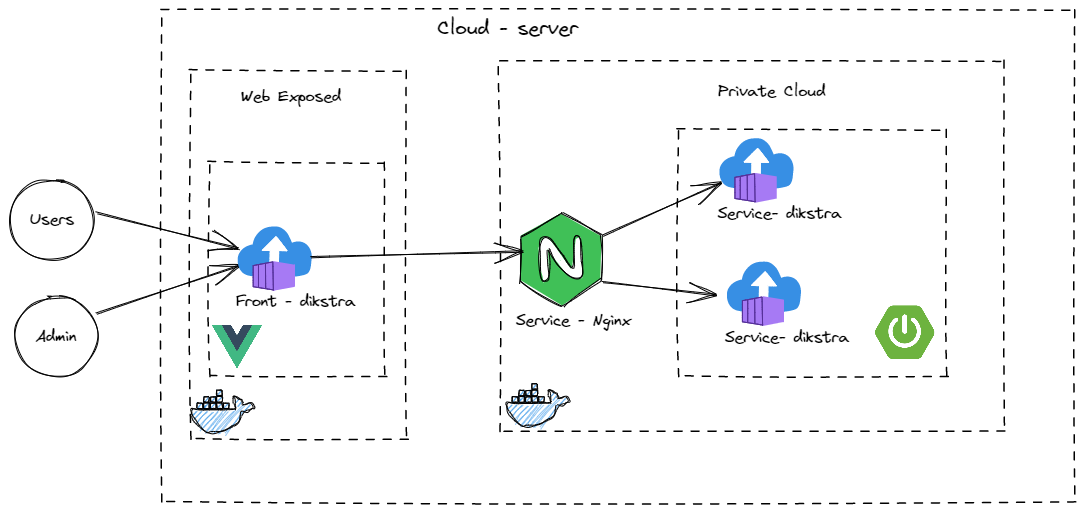 Cloud - server
Web Exposed
Private Cloud
Users
Admin
Front - dikstra
Service - Nginx
Service- dikstra
Service- dikstra